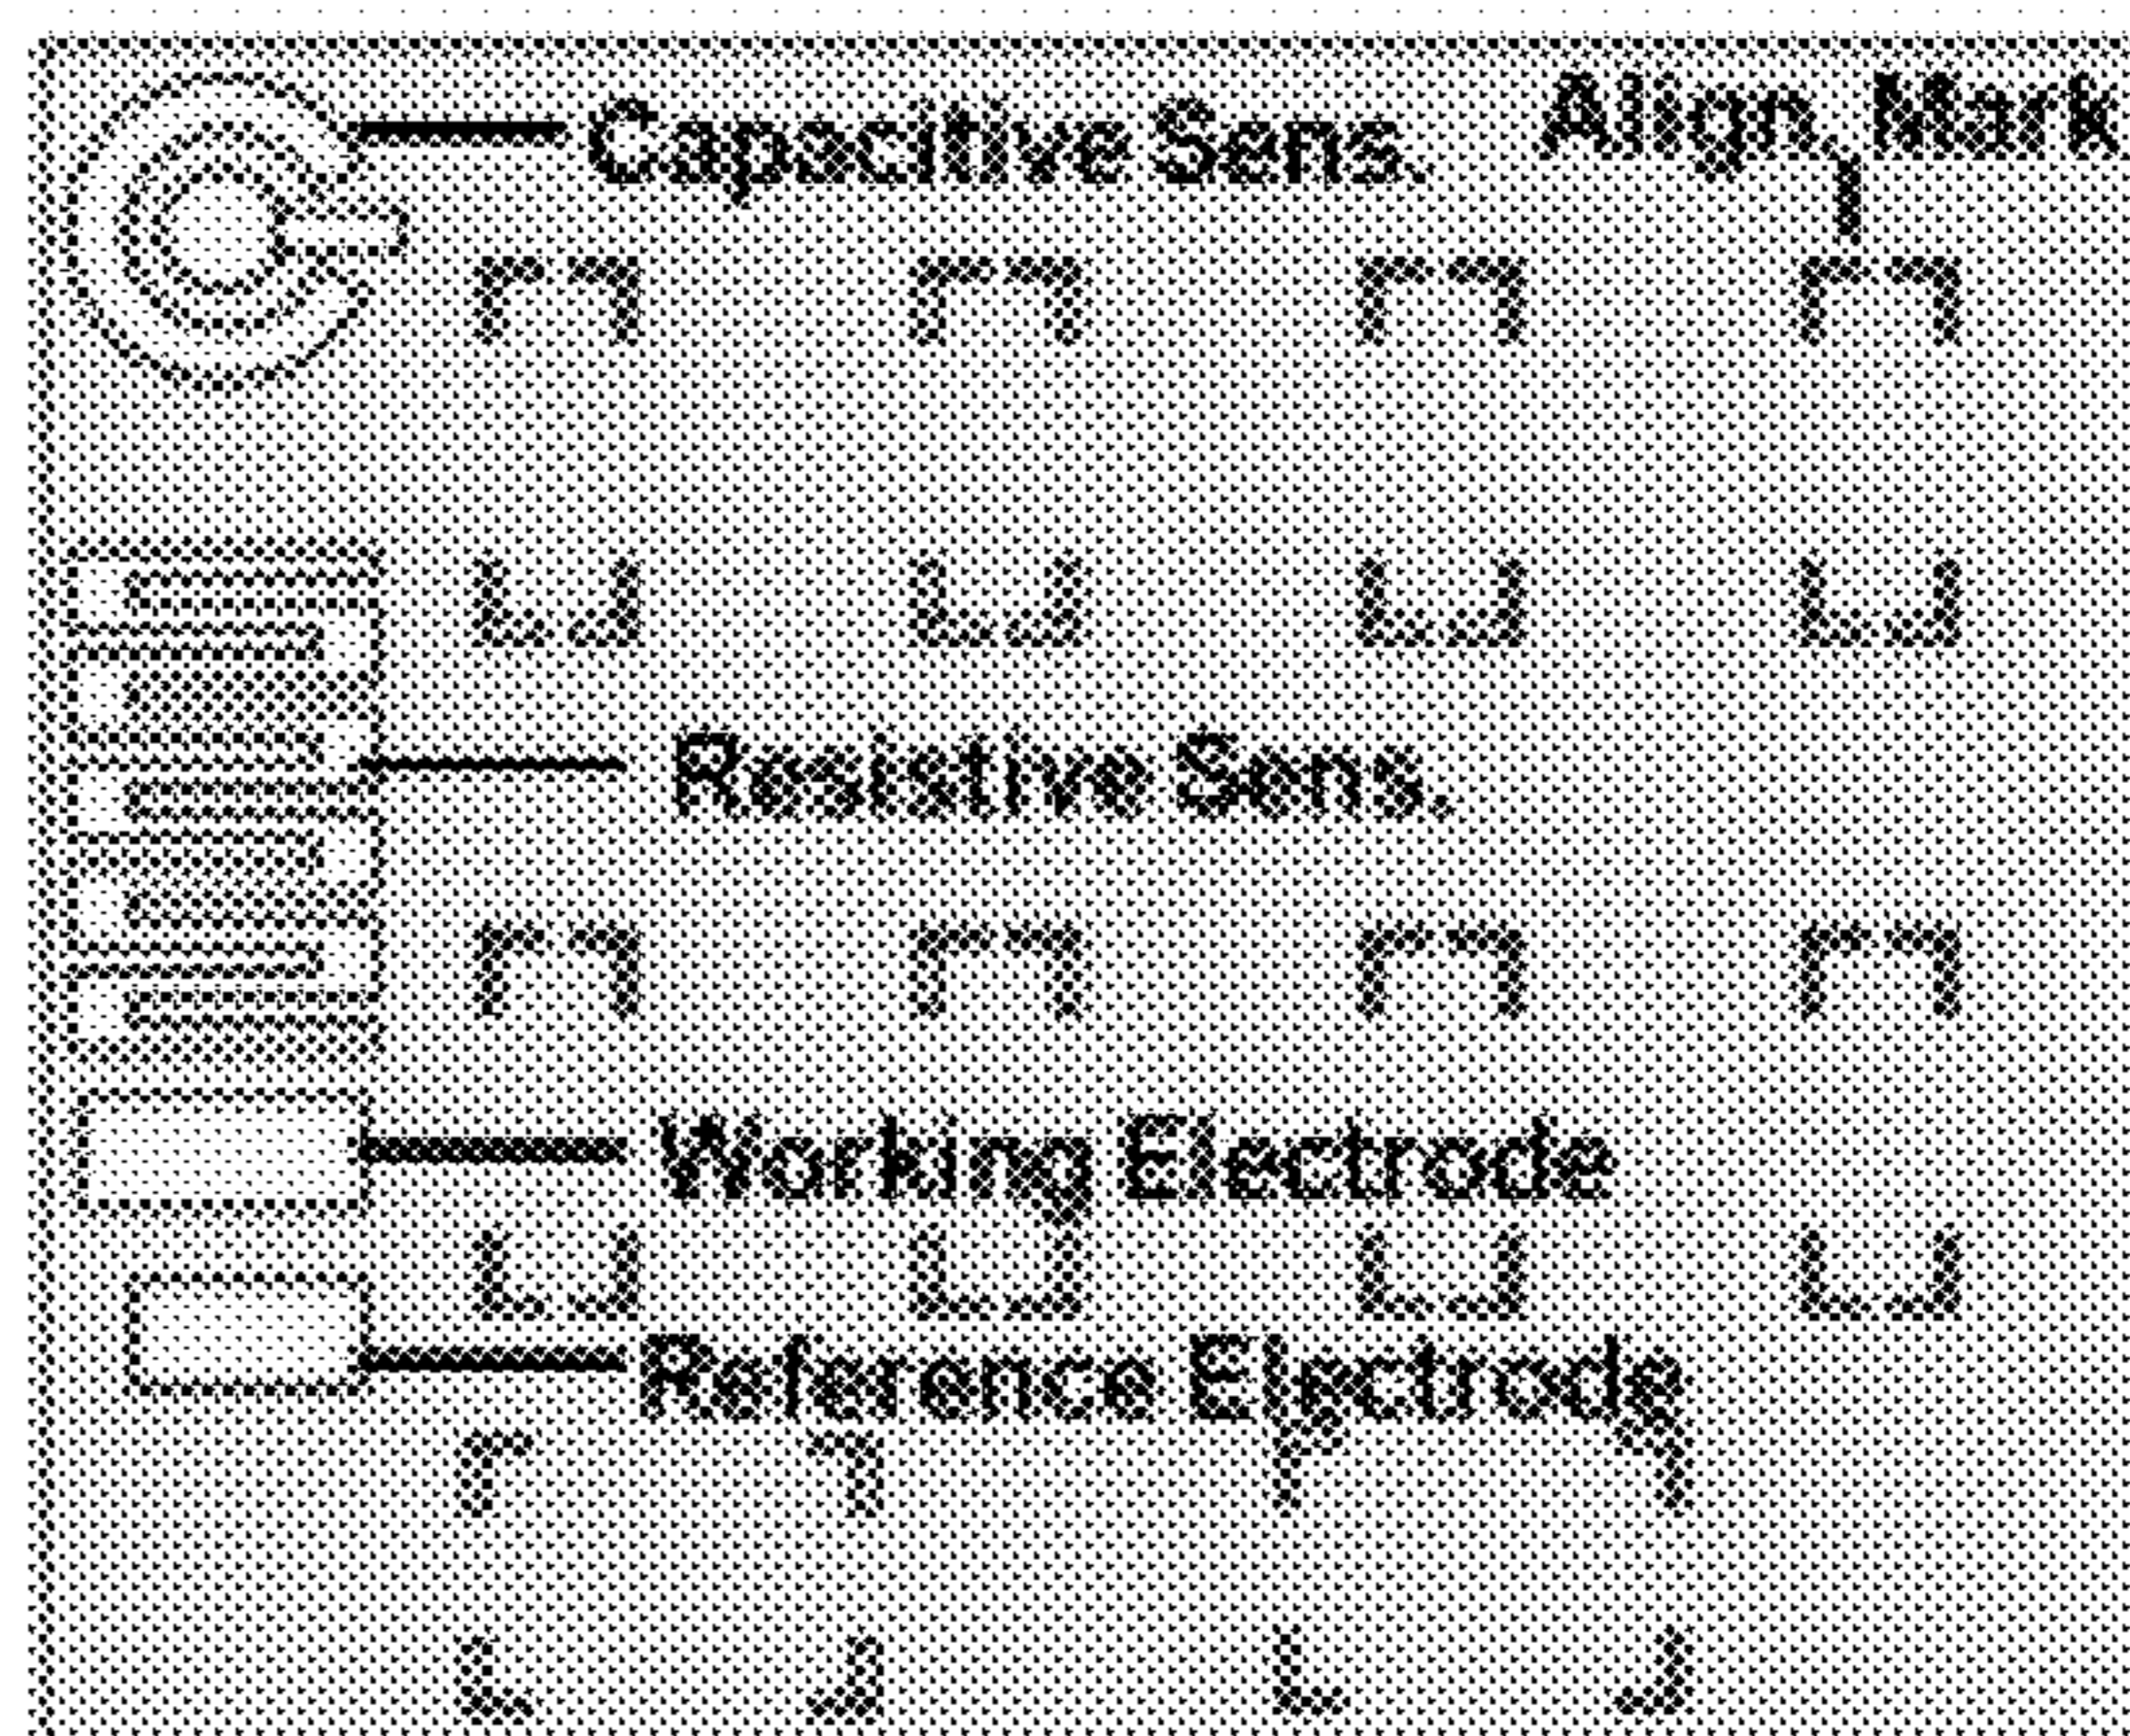 Capacitive Sens.
Align. Mark
Resistive Sens.
Working Electrode
Reference Electrode